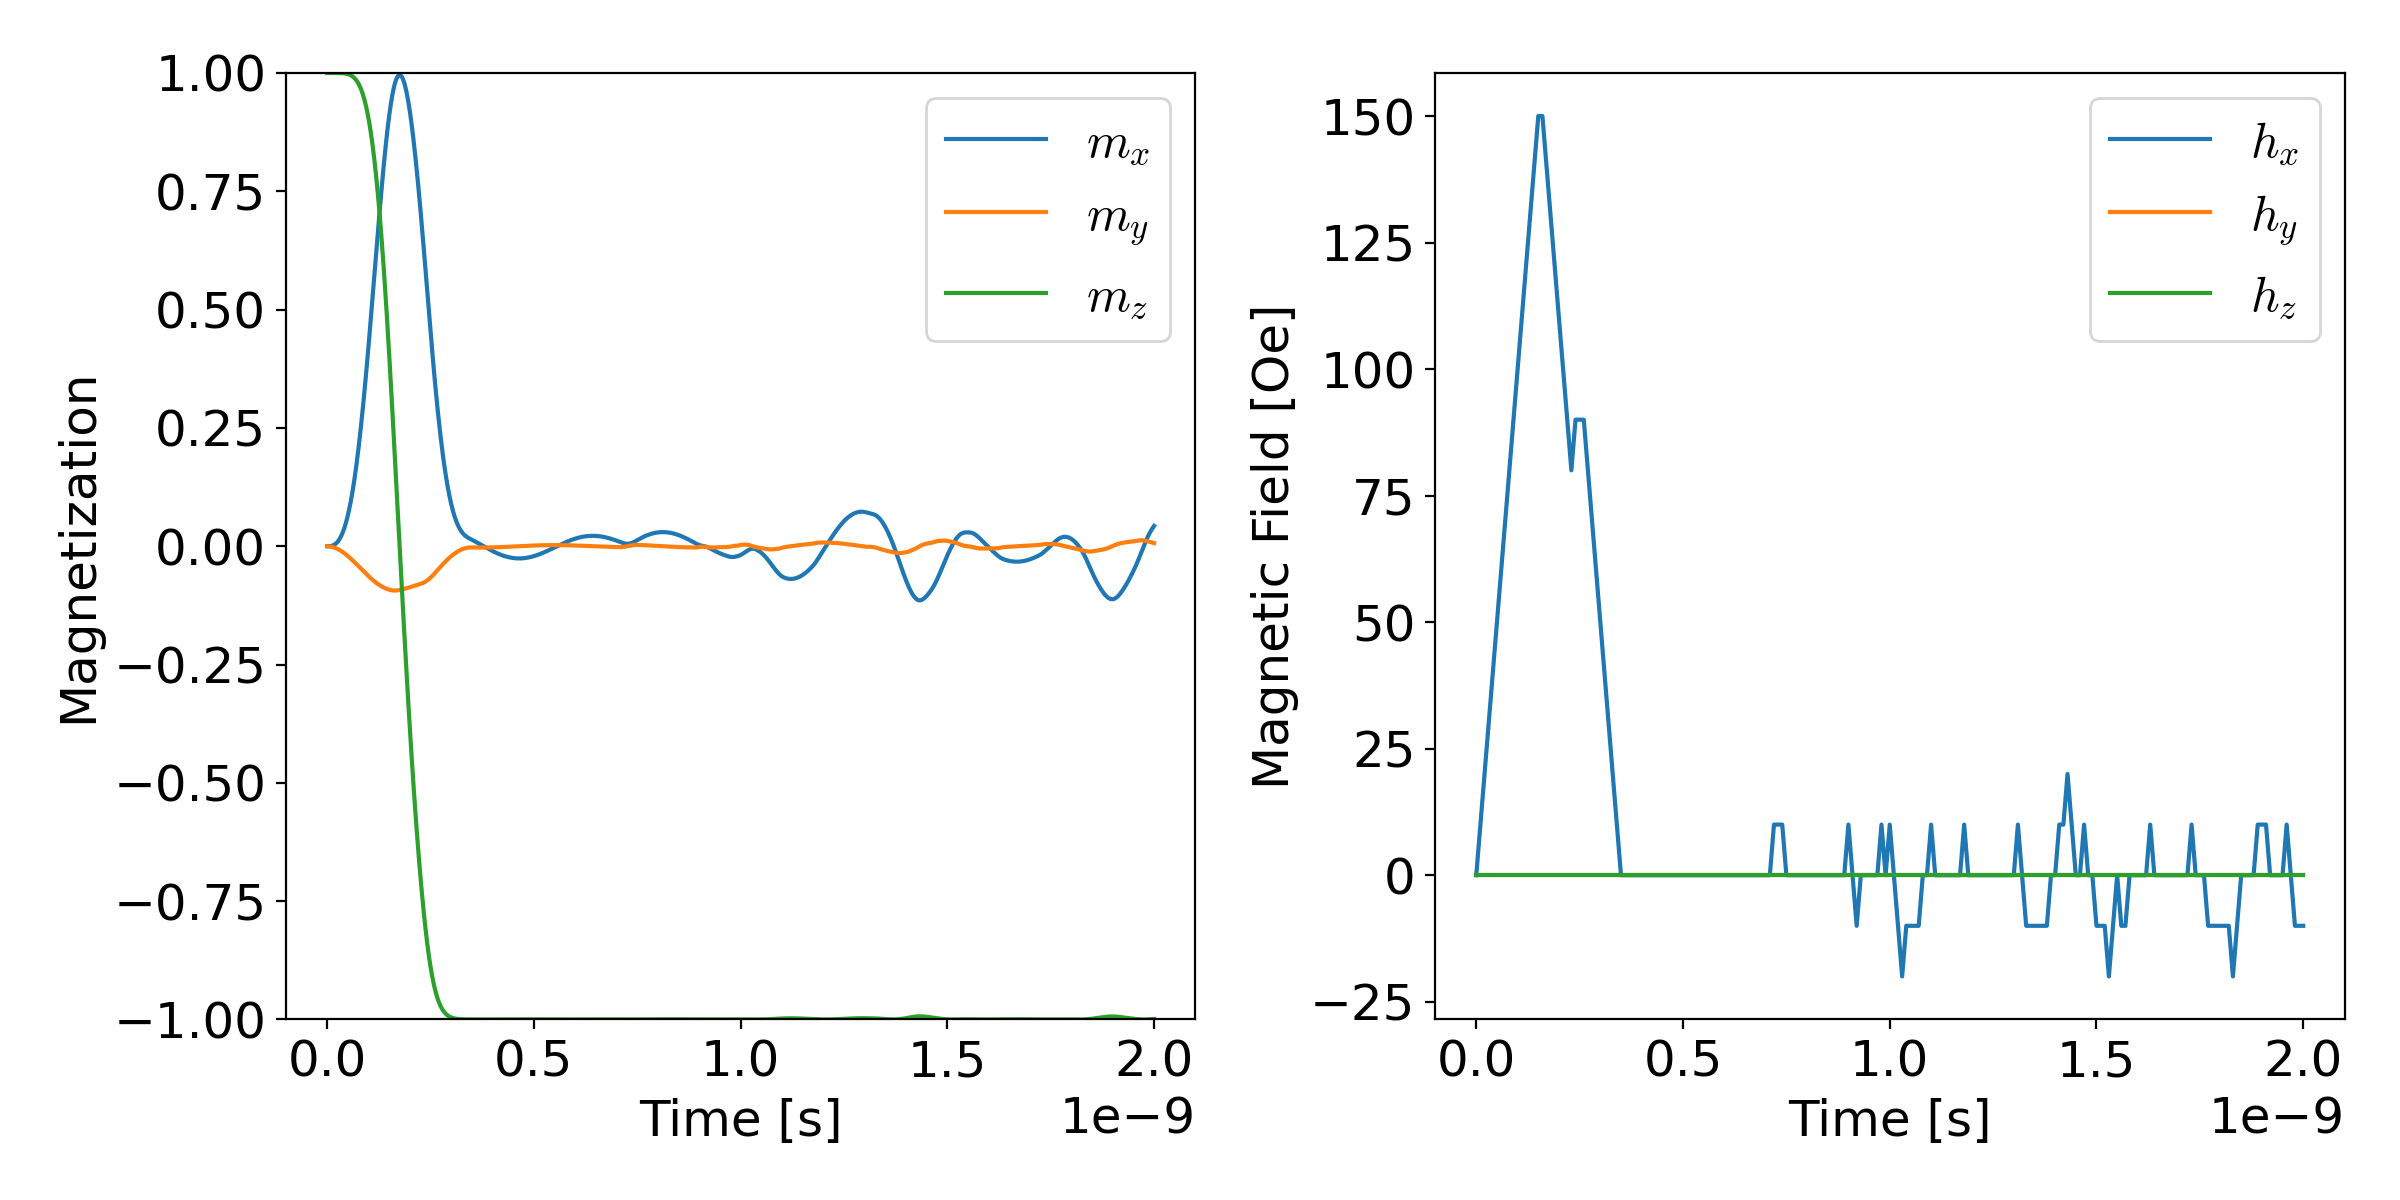 Magnetization
1.00
0.75
0.50
0.25
0.00
−0.25
−0.50
−0.75
−1.00
0.0 0.5 1.0 1.5 2.0
Time [s]
1e−9
m_x
m_y
m_z
Magnetic Field [Oe]
150
125
100
75
50
25
0
−25
0.0 0.5 1.0 1.5 2.0
Time [s]
1e−9
h_x
h_y
h_z